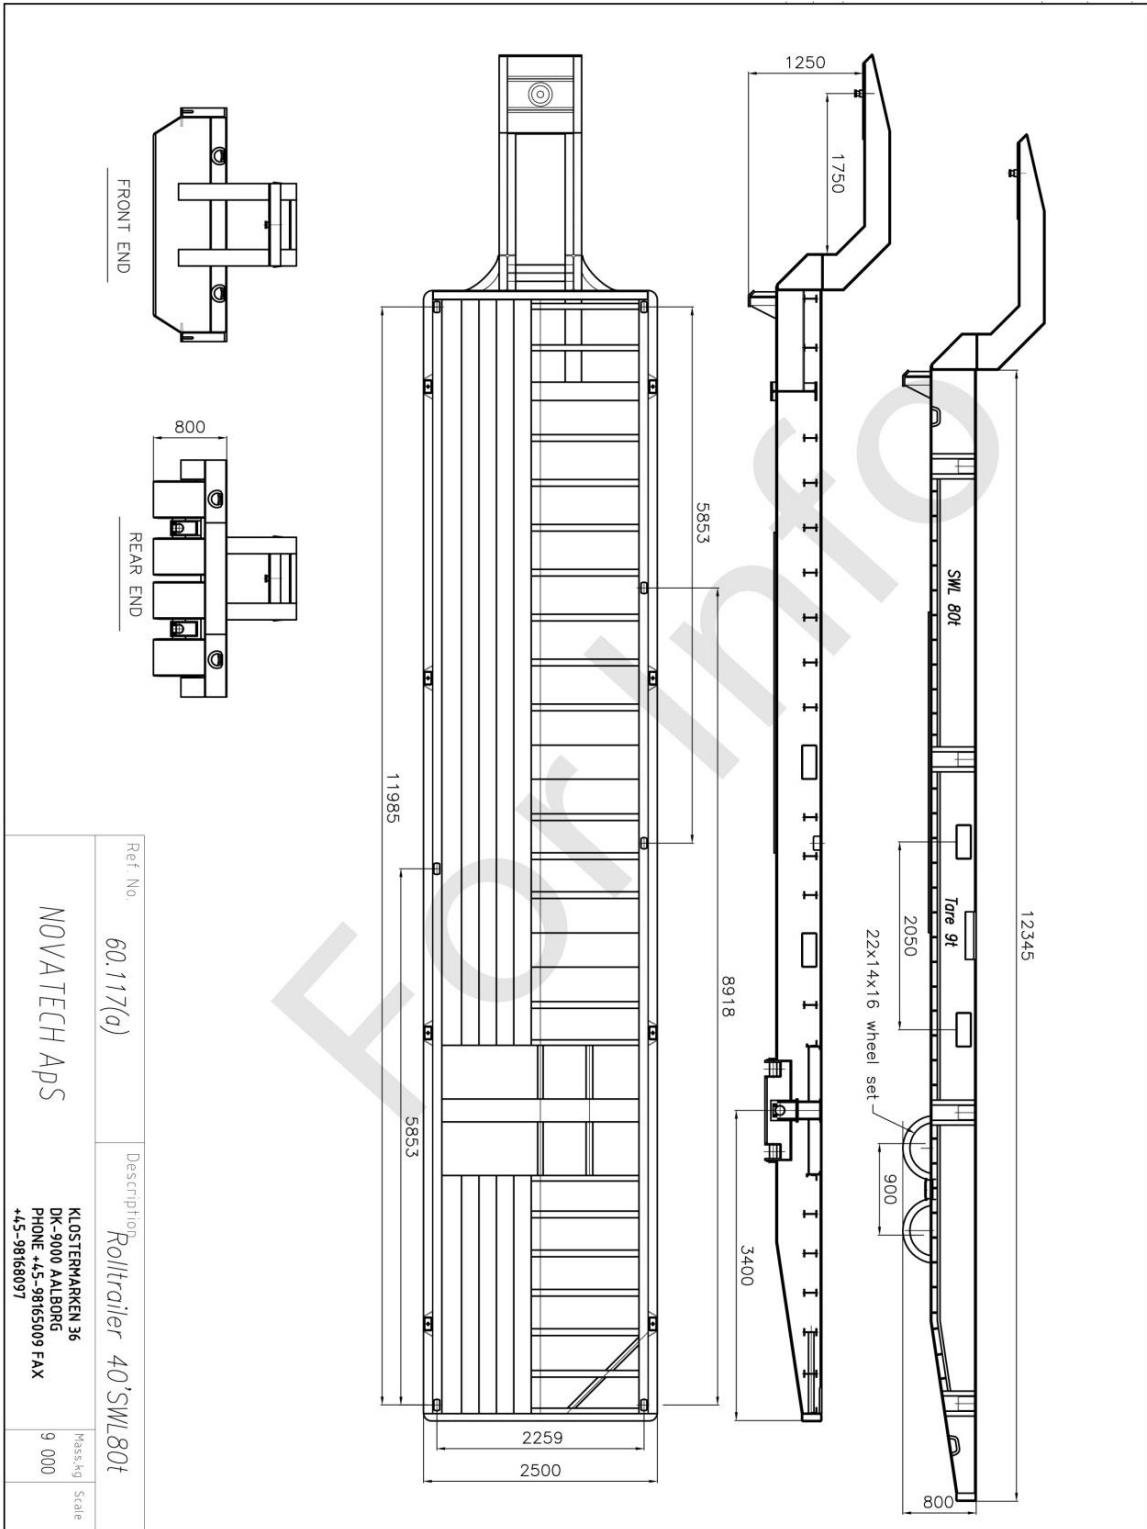 12345
SWL 80t
Tare 9t
2050
22x14x16 wheel set
900
800
1250
1750
3400
5853
8918
11985
5853
2259
2500
FRONT END
800
REAR END
For Info
Ref. No.
60.117(a)
Description
Rolltrailer 40'SWL80t
NOVATECH ApS
KLOSTERMARKEN 36
DK-9000 AALBORG
PHONE +45-98165009 FAX
+45-98168097
Mass,kg
9 000
Scale